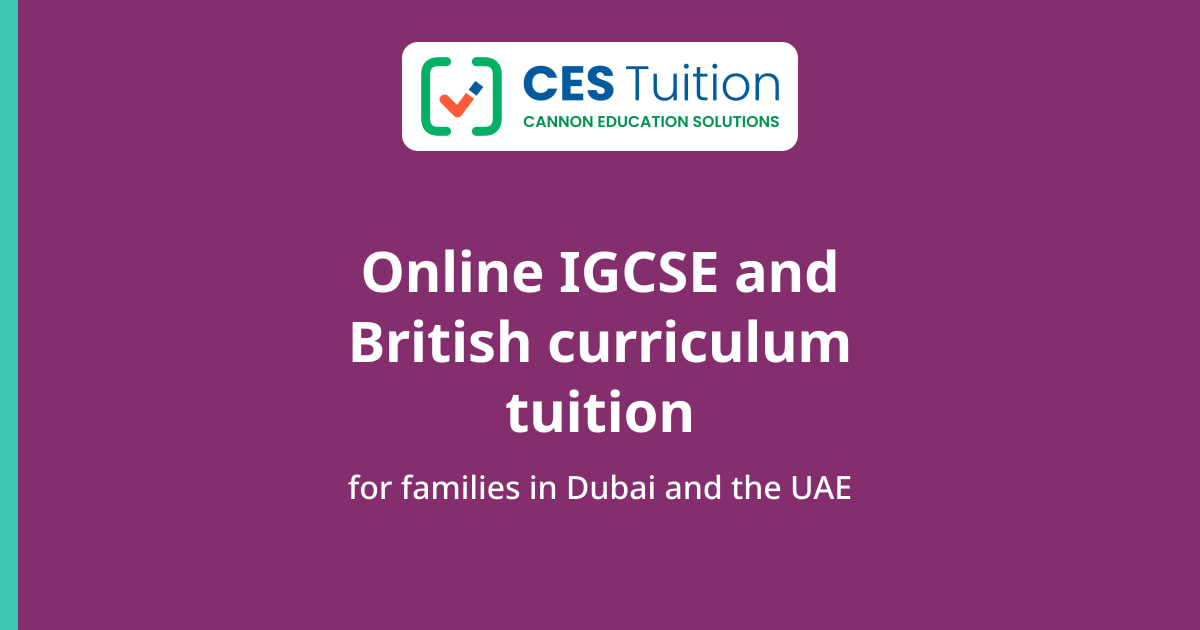 CES Tuition
CANNON EDUCATION SOLUTIONS
Online IGCSE and
British curriculum
tuition
for families in Dubai and the UAE